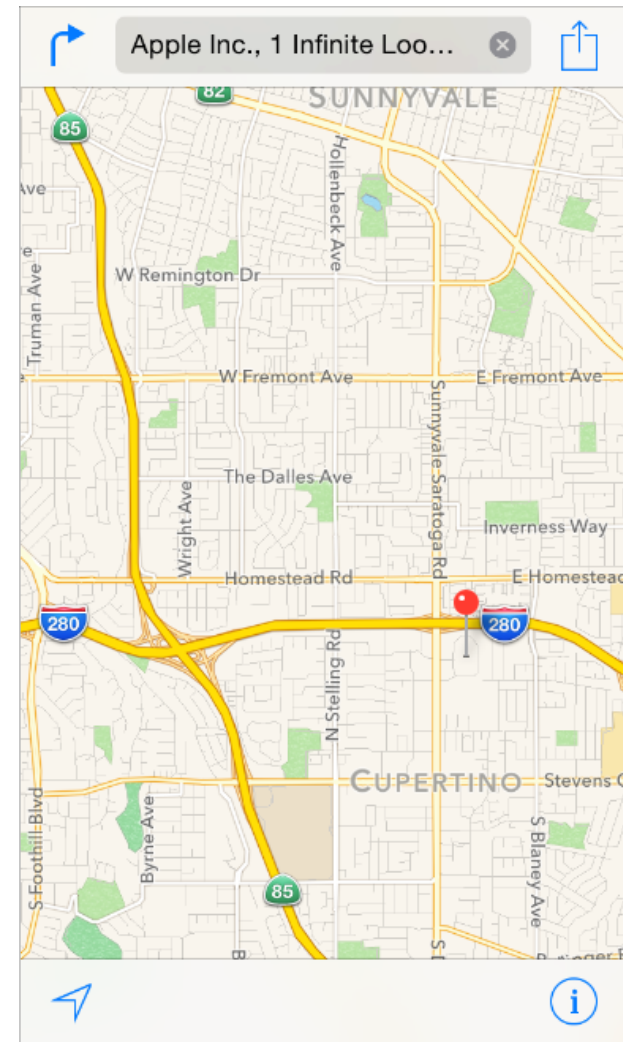 Apple Inc., 1 Infinite Loo...
82
SUNNYVALE
85
Hollenbeck Ave
Ave
e
Truman Ave
W Remington Dr
e
W Fremont Ave
E Fremont Ave
Sunnyvale Saratoga Rd
The Dalles Ave
Wright Ave
Inverness Way
Homestead Rd
E Homestead
280
280
N Stelling Rd
CUPERTINO
Stevens C
S Foothill Blvd
Byrne Ave
S Blaney Ave
85
B
S
i